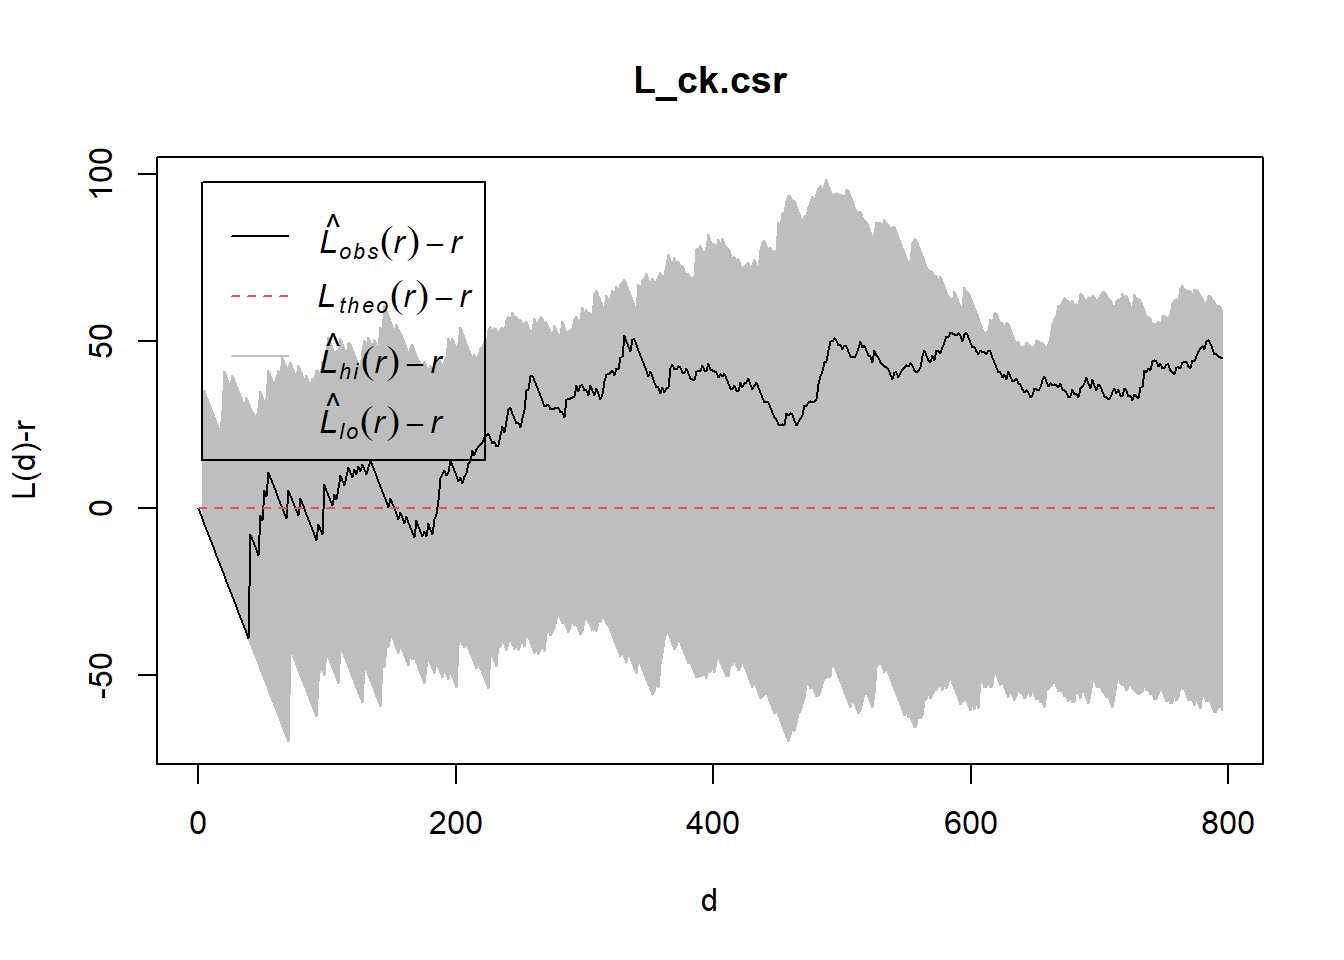 L_ck.csr
L(d)-r
100
50
0
-50
L̂obs(r) − r
Ltheo(r) − r
L̂hi(r) − r
L̂lo(r) − r
0 200 400 600 800
d